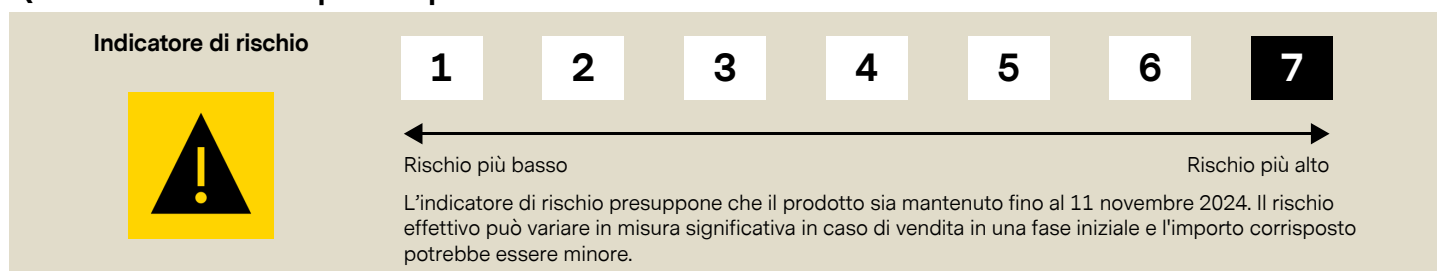 Indicatore di rischio
1 2 3 4 5 6 7
Rischio più basso Rischio più alto
L'indicatore di rischio presuppone che il prodotto sia mantenuto fino al 11 novembre 2024. Il rischio
effettivo può variare in misura significativa in caso di vendita in una fase iniziale e l'importo corrisposto
potrebbe essere minore.